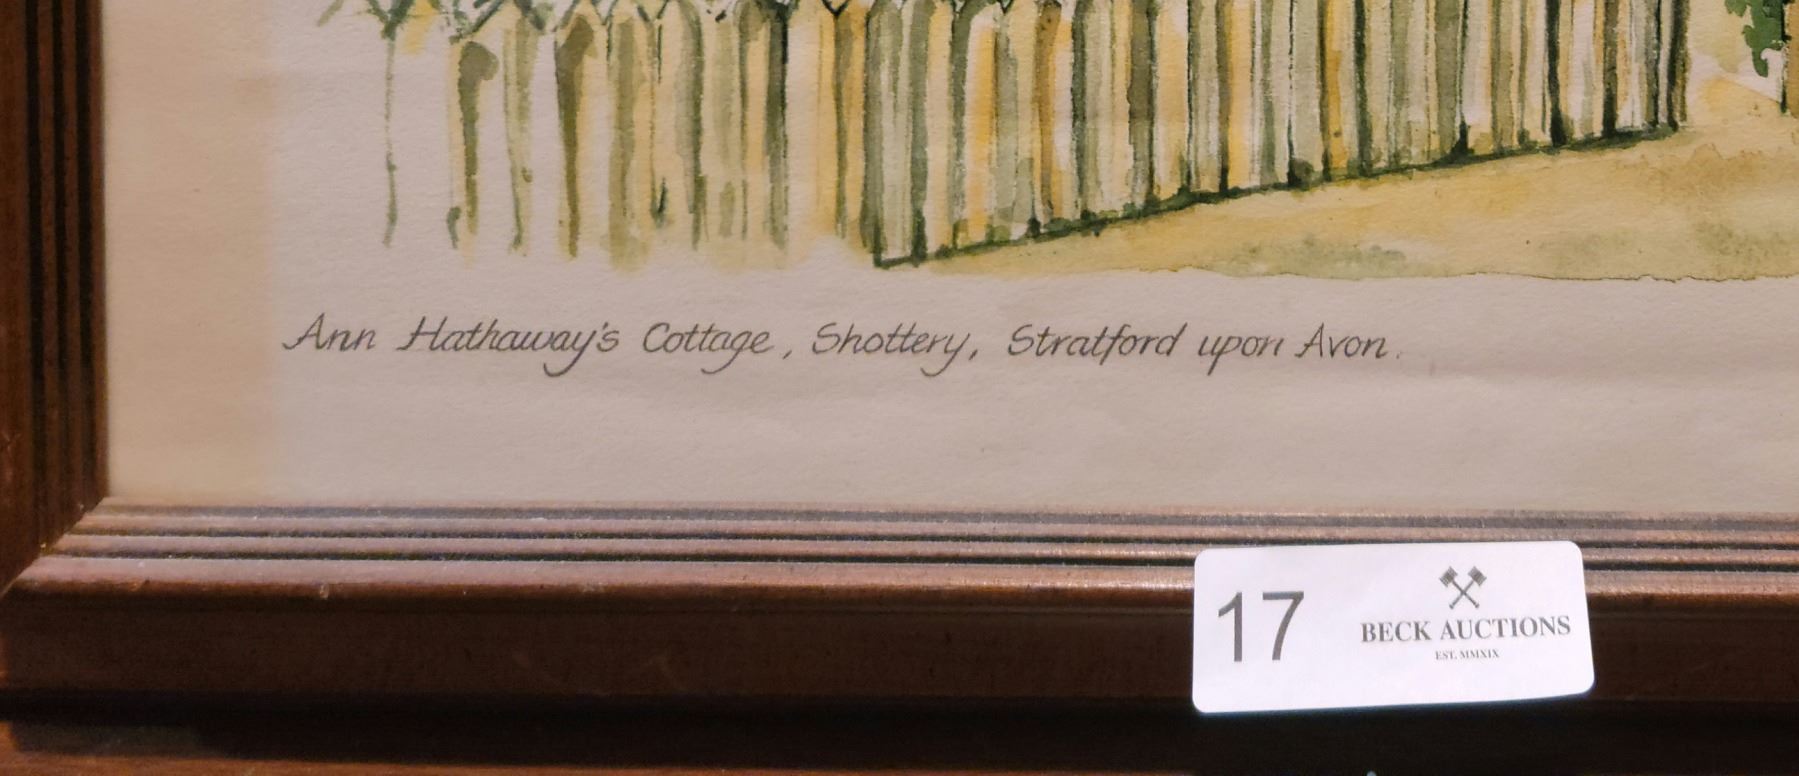 Ann Hathaway's Cottage, Shottery, Stratford upon Avon.
17
BECK AUCTIONS
EST. MMXIX